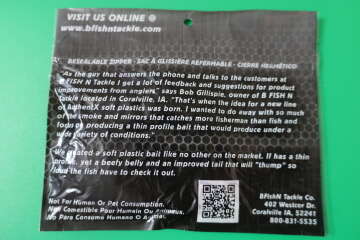 VISIT US ONLINE @
www.bfishntackle.com
RESEALABLE ZIPPER · SAC À GLISSIÈRE REFERMABLE · CIERRE HELMÉTICO
"As the guy that answers the phone and talks to the customers at
B FISH N Tackle I get a lot of feedback and suggestions for product
improvements from anglers" says Bob Gillispie, owner of B FISH N
Tackle located in Coralville, IA. "That's when the idea for a new line
of AuthentX soft plastics was born. I wanted to do away with so much
of the smoke and mirrors that catches more fisherman than fish and
focus on producing a thin profile bait that would produce under a
wide variety of conditions."
We created a soft plastic bait like no other on the market. It has a thin
profile, yet a beefy belly and an improved tail that will "thump" so
loud the fish have to check it out.
Not For Human Or Pet Consumption.
Non Comestible Pour Humain Ou Animaux.
No Para Consumo Humano O Animal.
BFishN Tackle Co.
402 Westcor Dr.
Coralville IA, 52241
800-831-5535